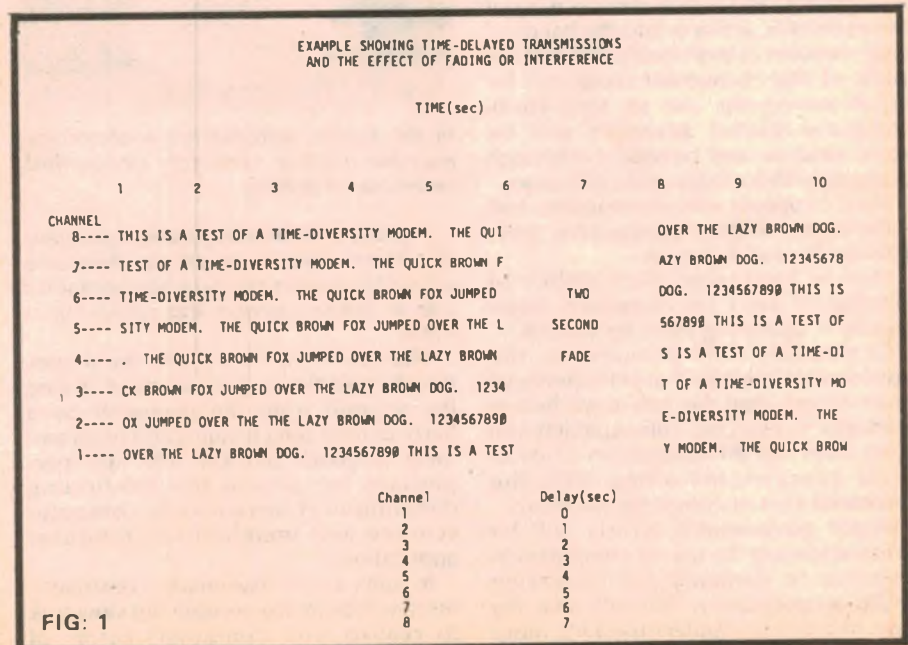 EXAMPLE SHOWING TIME-DELAYED TRANSMISSIONS
AND THE EFFECT OF FADING OR INTERFERENCE
TIME(sec)
1 2 3 4 5 6 7 8 9 10
CHANNEL
8---- THIS IS A TEST OF A TIME-DIVERSITY MODEM. THE QUI OVER THE LAZY BROWN DOG.
7---- TEST OF A TIME-DIVERSITY MODEM. THE QUICK BROWN F AZY BROWN DOG. 12345678
6---- TIME-DIVERSITY MODEM. THE QUICK BROWN FOX JUMPED TWO DOG. 1234567890 THIS IS
5---- SITY MODEM. THE QUICK BROWN FOX JUMPED OVER THE L SECOND 567890 THIS IS A TEST OF
4---- . THE QUICK BROWN FOX JUMPED OVER THE LAZY BROWN FADE S IS A TEST OF A TIME-DI
3---- CK BROWN FOX JUMPED OVER THE LAZY BROWN DOG. 1234 T OF A TIME-DIVERSITY MO
2---- OX JUMPED OVER THE THE LAZY BROWN DOG. 1234567890 E-DIVERSITY MODEM. THE
1---- OVER THE LAZY BROWN DOG. 1234567890 THIS IS A TEST Y MODEM. THE QUICK BROW
Channel Delay(sec)
1 0
2 1
3 2
4 3
5 4
6 5
7 6
8 7
FIG: 1